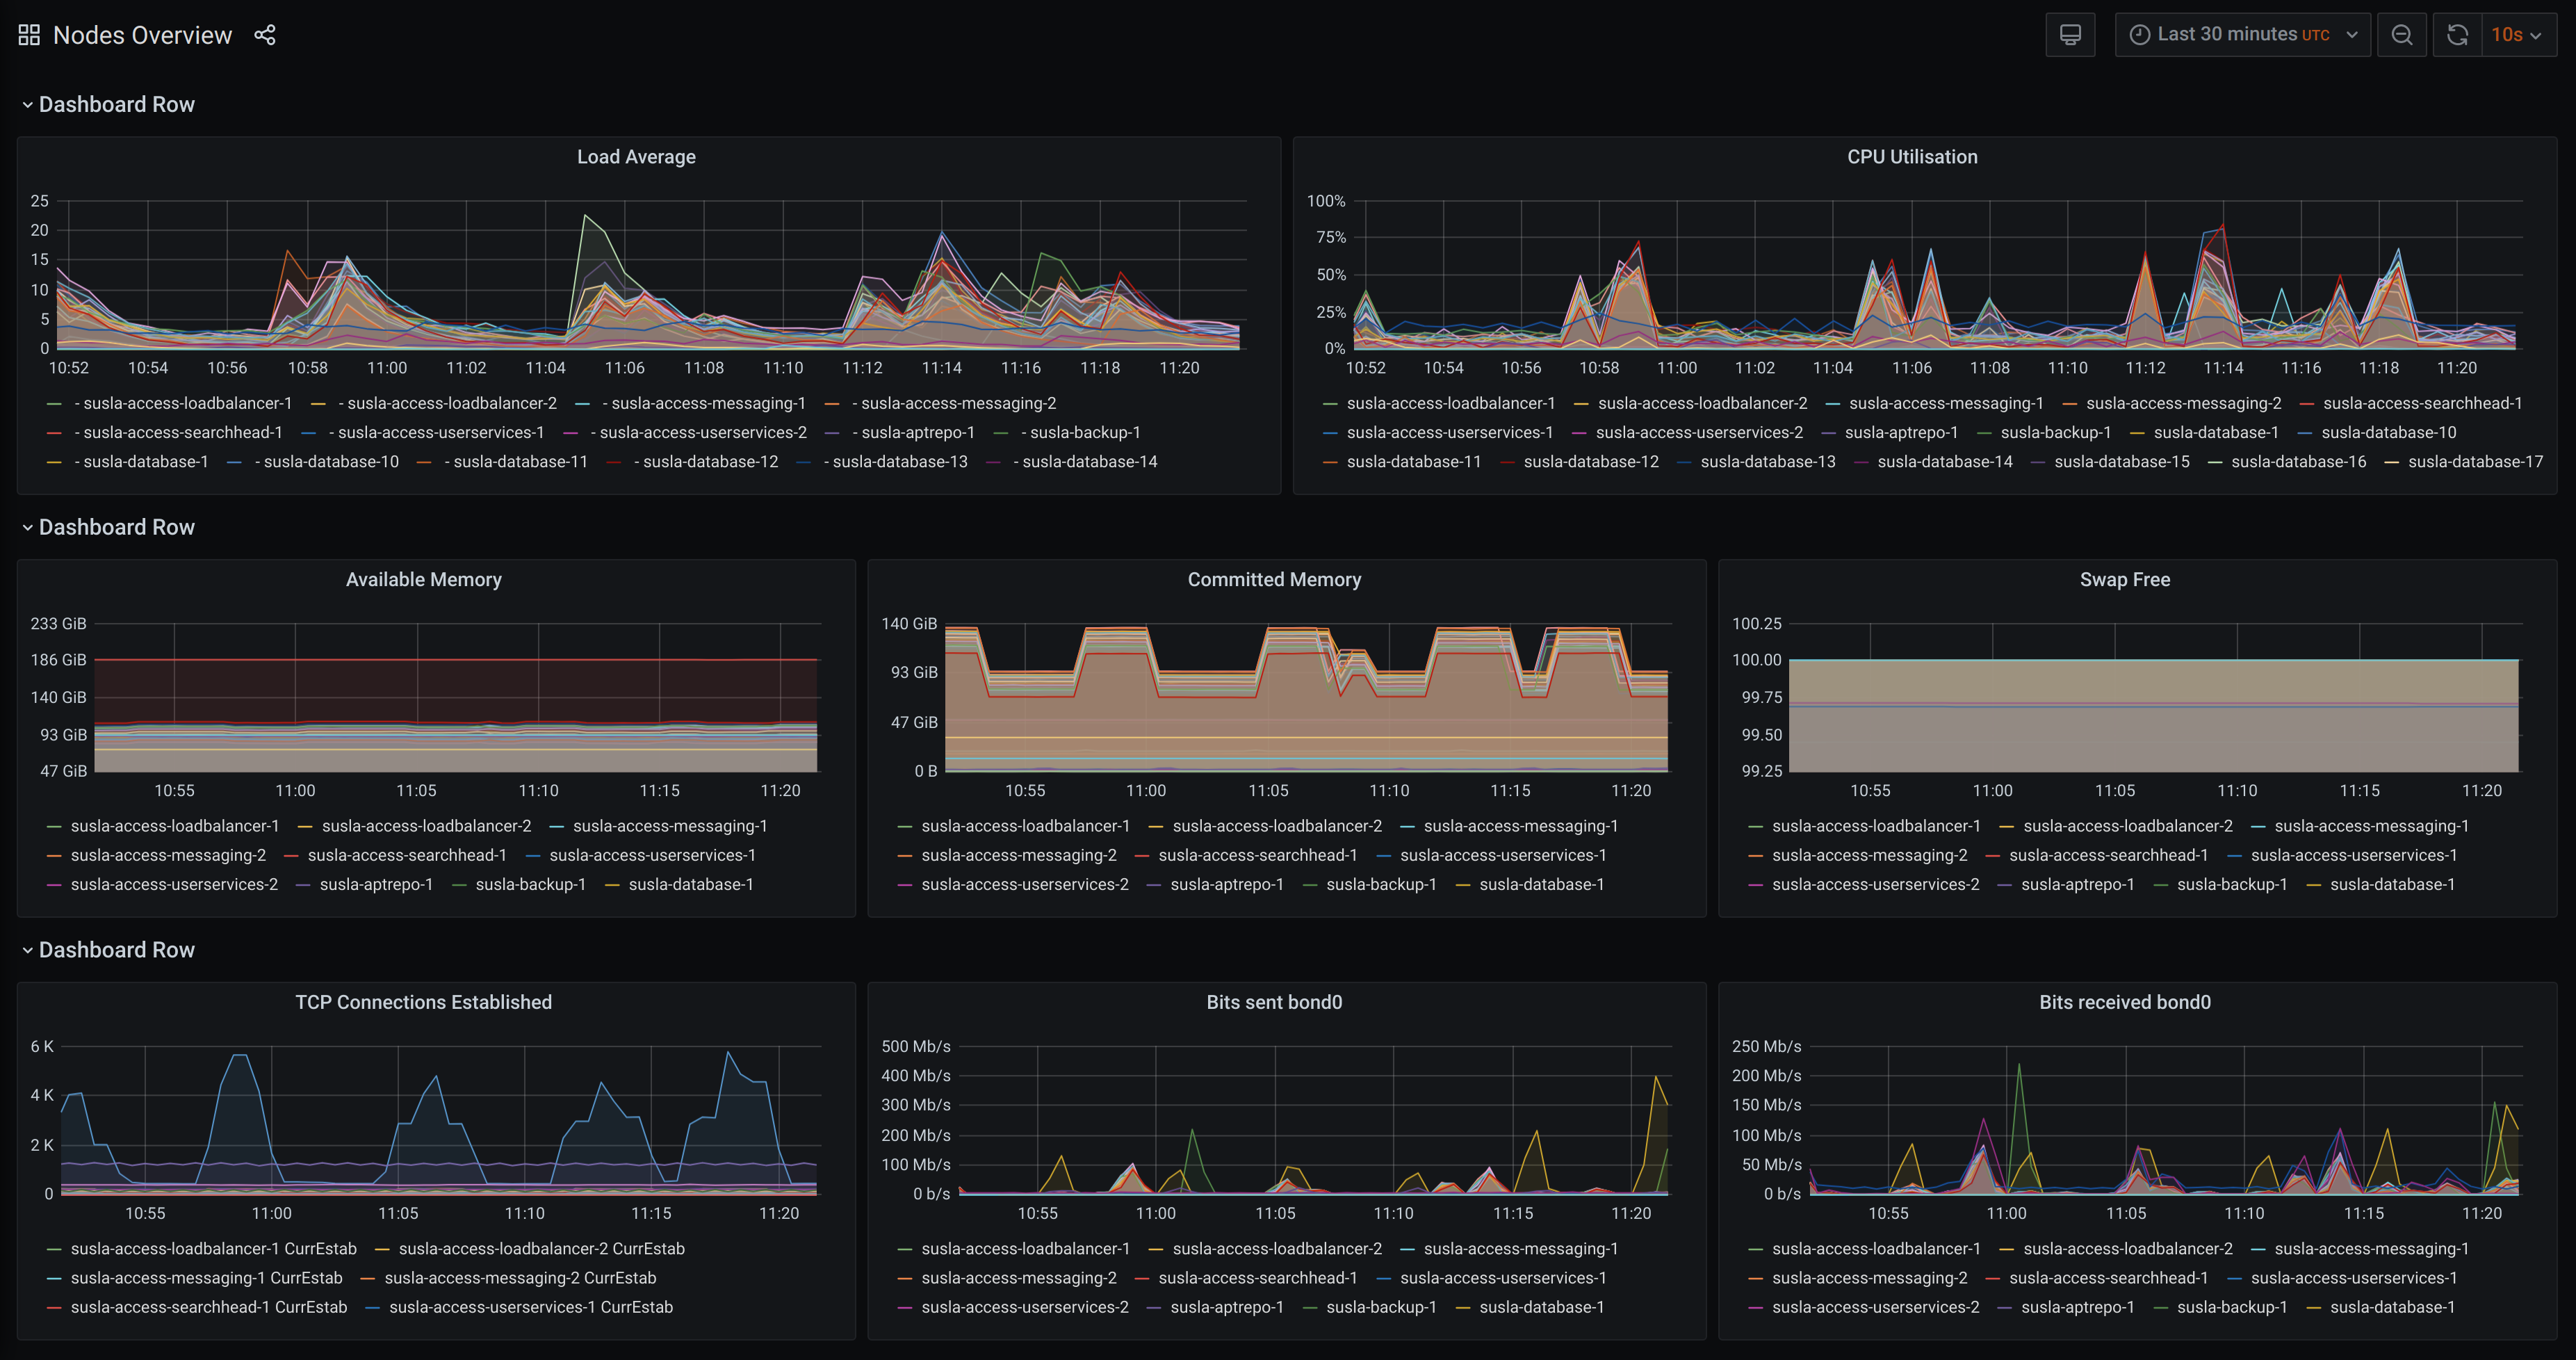 Nodes Overview
Last 30 minutes UTC
10s
Dashboard Row
Load Average
25
20
15
10
5
0
10:52 10:54 10:56 10:58 11:00 11:02 11:04 11:06 11:08 11:10 11:12 11:14 11:16 11:18 11:20
- susla-access-loadbalancer-1 - susla-access-loadbalancer-2 - susla-access-messaging-1 - susla-access-messaging-2
- susla-access-searchhead-1 - susla-access-userservices-1 - susla-access-userservices-2 - susla-aptrepo-1 - susla-backup-1
- susla-database-1 - susla-database-10 - susla-database-11 - susla-database-12 - susla-database-13 - susla-database-14
CPU Utilisation
100%
75%
50%
25%
0%
10:52 10:54 10:56 10:58 11:00 11:02 11:04 11:06 11:08 11:10 11:12 11:14 11:16 11:18 11:20
susla-access-loadbalancer-1 susla-access-loadbalancer-2 susla-access-messaging-1 susla-access-messaging-2 susla-access-searchhead-1
susla-access-userservices-1 susla-access-userservices-2 susla-aptrepo-1 susla-backup-1 susla-database-1 susla-database-10
susla-database-11 susla-database-12 susla-database-13 susla-database-14 susla-database-15 susla-database-16 susla-database-17
Dashboard Row
Available Memory
233 GiB
186 GiB
140 GiB
93 GiB
47 GiB
10:55 11:00 11:05 11:10 11:15 11:20
susla-access-loadbalancer-1 susla-access-loadbalancer-2 susla-access-messaging-1
susla-access-messaging-2 susla-access-searchhead-1 susla-access-userservices-1
susla-access-userservices-2 susla-aptrepo-1 susla-backup-1 susla-database-1
Committed Memory
140 GiB
93 GiB
47 GiB
0 B
10:55 11:00 11:05 11:10 11:15 11:20
susla-access-loadbalancer-1 susla-access-loadbalancer-2 susla-access-messaging-1
susla-access-messaging-2 susla-access-searchhead-1 susla-access-userservices-1
susla-access-userservices-2 susla-aptrepo-1 susla-backup-1 susla-database-1
Swap Free
100.25
100.00
99.75
99.50
99.25
10:55 11:00 11:05 11:10 11:15 11:20
susla-access-loadbalancer-1 susla-access-loadbalancer-2 susla-access-messaging-1
susla-access-messaging-2 susla-access-searchhead-1 susla-access-userservices-1
susla-access-userservices-2 susla-aptrepo-1 susla-backup-1 susla-database-1
Dashboard Row
TCP Connections Established
6 K
4 K
2 K
0
10:55 11:00 11:05 11:10 11:15 11:20
susla-access-loadbalancer-1 CurrEstab susla-access-loadbalancer-2 CurrEstab
susla-access-messaging-1 CurrEstab susla-access-messaging-2 CurrEstab
susla-access-searchhead-1 CurrEstab susla-access-userservices-1 CurrEstab
Bits sent bond0
500 Mb/s
400 Mb/s
300 Mb/s
200 Mb/s
100 Mb/s
0 b/s
10:55 11:00 11:05 11:10 11:15 11:20
susla-access-loadbalancer-1 susla-access-loadbalancer-2 susla-access-messaging-1
susla-access-messaging-2 susla-access-searchhead-1 susla-access-userservices-1
susla-access-userservices-2 susla-aptrepo-1 susla-backup-1 susla-database-1
Bits received bond0
250 Mb/s
200 Mb/s
150 Mb/s
100 Mb/s
50 Mb/s
0 b/s
10:55 11:00 11:05 11:10 11:15 11:20
susla-access-loadbalancer-1 susla-access-loadbalancer-2 susla-access-messaging-1
susla-access-messaging-2 susla-access-searchhead-1 susla-access-userservices-1
susla-access-userservices-2 susla-aptrepo-1 susla-backup-1 susla-database-1